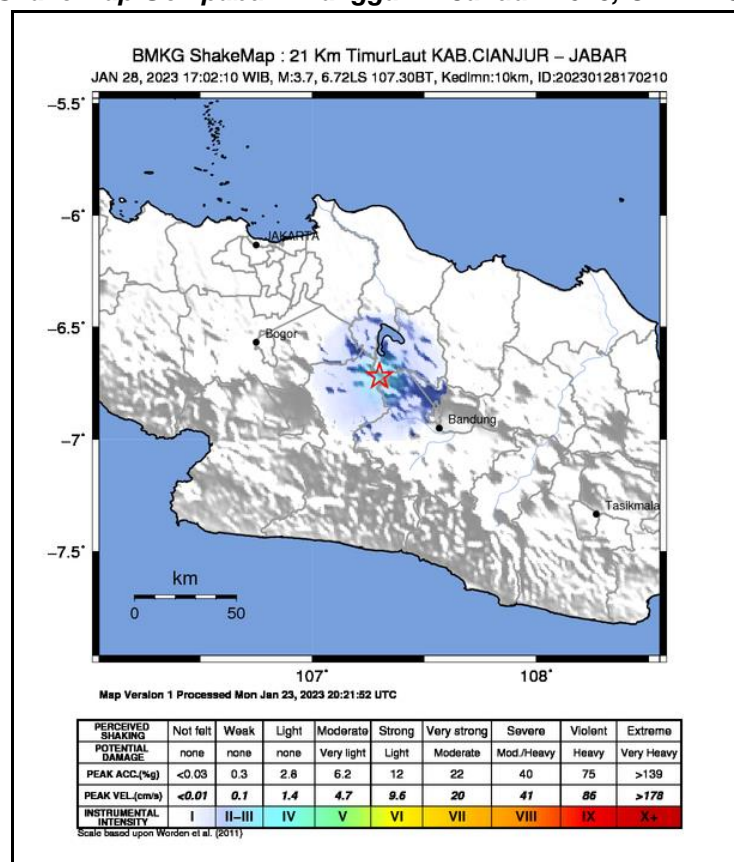 BMKG ShakeMap : 21 Km TimurLaut KAB.CIANJUR – JABAR
JAN 28, 2023 17:02:10 WIB, M:3.7, 6.72LS 107.30BT, Kedlmn:10km, ID:20230128170210
−5.5˚
−6˚
JAKARTA
−6.5˚
Bogor
−7˚
Bandung
Tasikmala
−7.5˚
km
0 50
107˚ 108˚
Map Version 1 Processed Mon Jan 23, 2023 20:21:52 UTC
PERCEIVED SHAKING Not felt Weak Light Moderate Strong Very strong Severe Violent Extreme
POTENTIAL DAMAGE none none none Very light Light Moderate Mod./Heavy Heavy Very Heavy
PEAK ACC.(%g) <0.03 0.3 2.8 6.2 12 22 40 75 >139
PEAK VEL.(cm/s) <0.01 0.1 1.4 4.7 9.6 20 41 86 >178
INSTRUMENTAL INTENSITY I II–III IV V VI VII VIII IX X+
Scale based upon Worden et al. (2011)